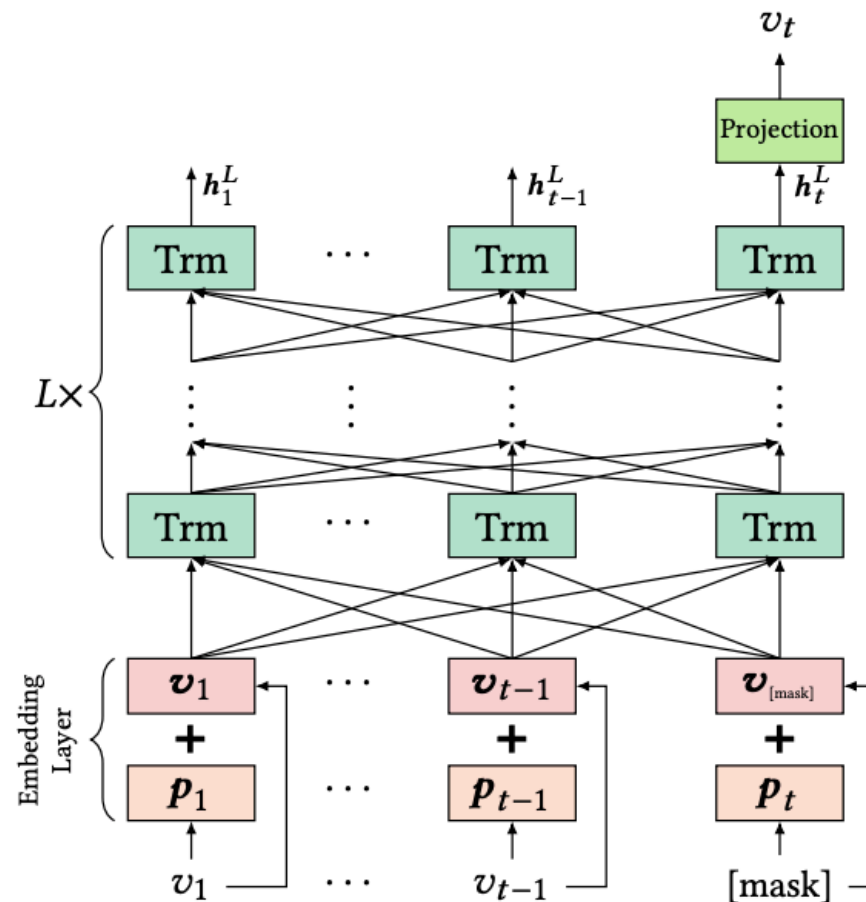 v_t
Projection
h_1^L h_{t-1}^L h_t^L
Trm ... Trm Trm
L×
Trm ... Trm Trm
Embedding
Layer
v_1 ... v_{t-1} v_[mask]
+ + +
p_1 ... p_{t-1} p_t
v_1 ... v_{t-1} [mask]